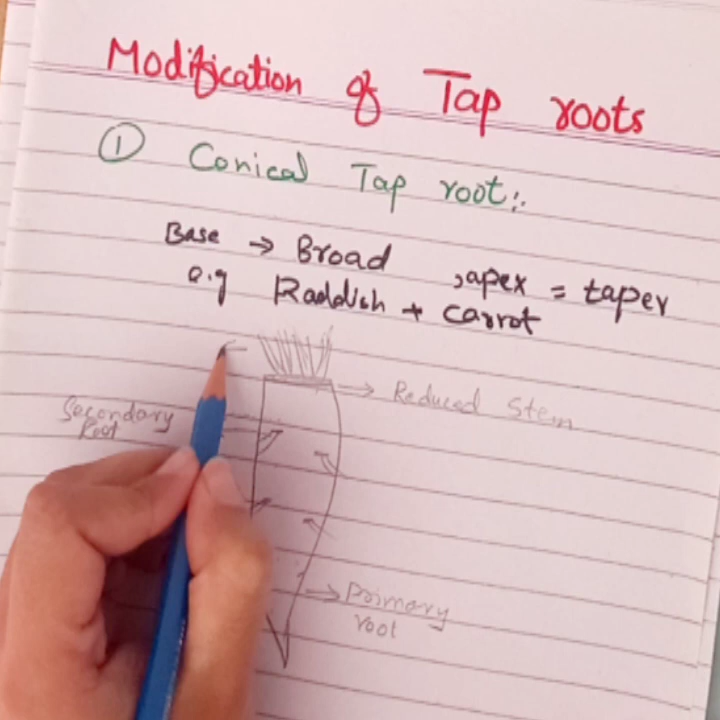 Modification of Tap roots
① Conical Tap root:.
Base → Broad , apex = taper
e.g Raddish + carrot
→ Reduced Stem
Secondary
Root
→ Primary
root